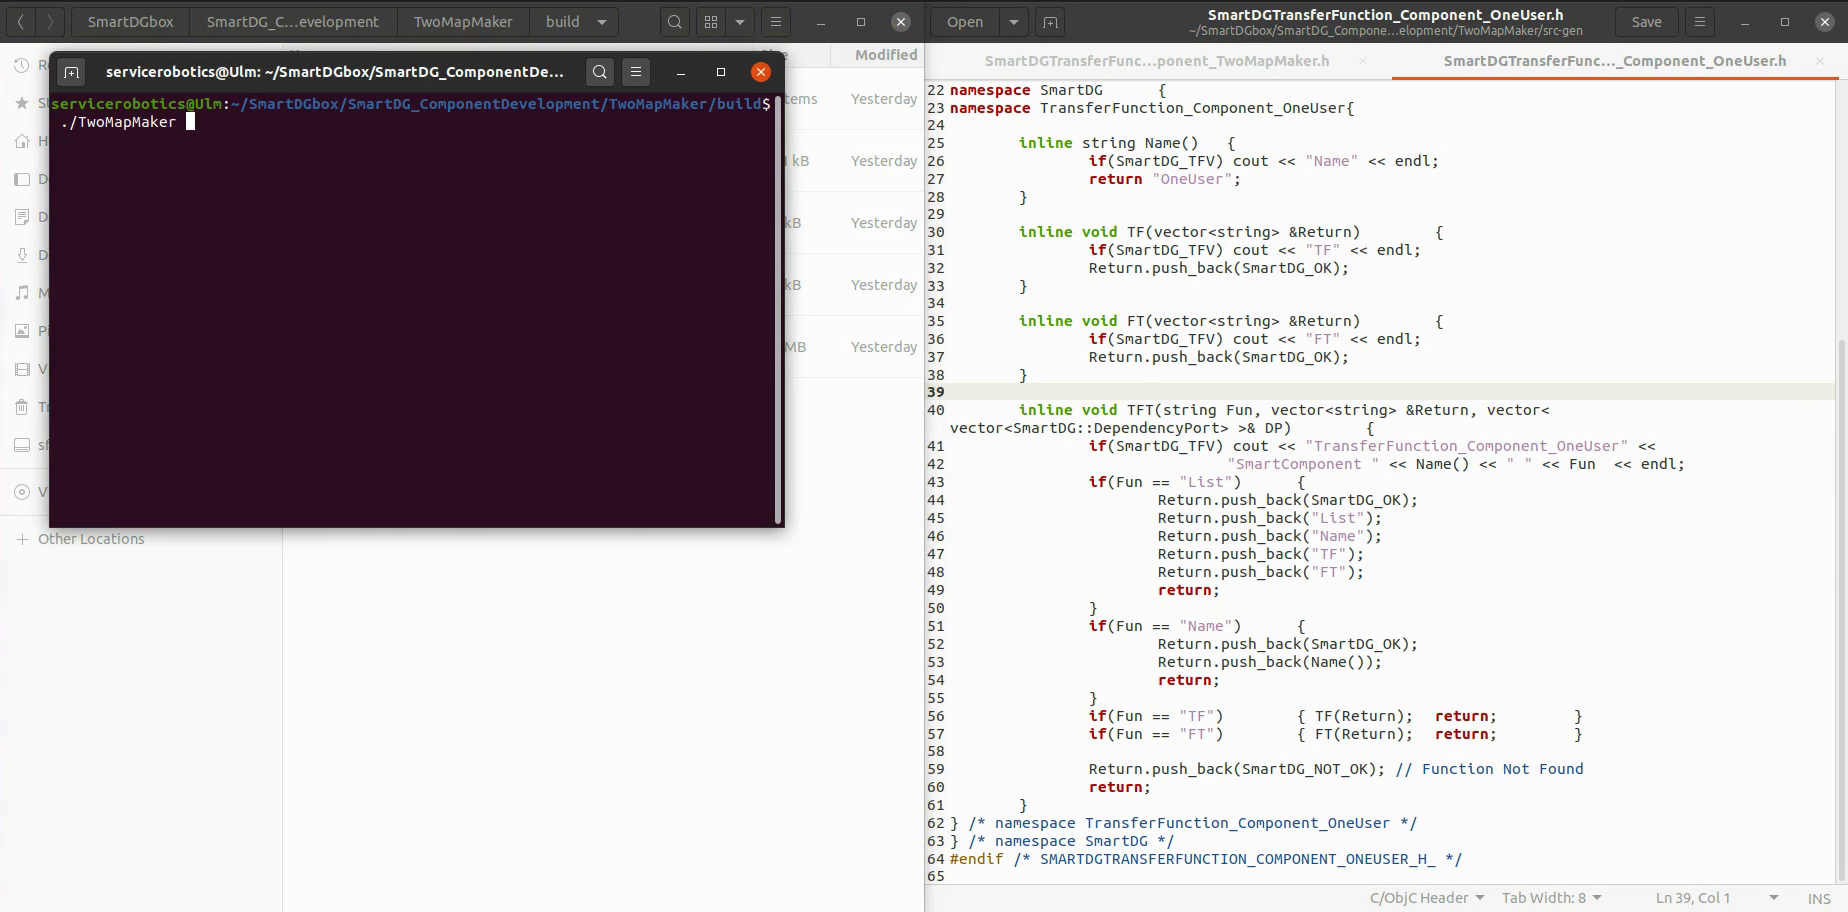 SmartDGbox
SmartDG_C...evelopment
TwoMapMaker
build
Modified
servicerobotics@Ulm: ~/SmartDGbox/SmartDG_ComponentDe...
servicerobotics@Ulm:~/SmartDGbox/SmartDG_ComponentDevelopment/TwoMapMaker/build$
./TwoMapMaker
Yesterday
Yesterday
kB
Yesterday
kB
Yesterday
MB
Yesterday
+ Other Locations
Open
SmartDGTransferFunction_Component_OneUser.h
~/SmartDGbox/SmartDG_Compone...elopment/TwoMapMaker/src-gen
Save
SmartDGTransferFunc...ponent_TwoMapMaker.h
SmartDGTransferFunc..._Component_OneUser.h
22 namespace SmartDG {
23 namespace TransferFunction_Component_OneUser{
24
25 inline string Name() {
26 if(SmartDG_TFV) cout << "Name" << endl;
27 return "OneUser";
28 }
29
30 inline void TF(vector<string> &Return) {
31 if(SmartDG_TFV) cout << "TF" << endl;
32 Return.push_back(SmartDG_OK);
33 }
34
35 inline void FT(vector<string> &Return) {
36 if(SmartDG_TFV) cout << "FT" << endl;
37 Return.push_back(SmartDG_OK);
38 }
39
40 inline void TFT(string Fun, vector<string> &Return, vector<
vector<SmartDG::DependencyPort> >& DP) {
41 if(SmartDG_TFV) cout << "TransferFunction_Component_OneUser" <<
42 "SmartComponent " << Name() << " " << Fun << endl;
43 if(Fun == "List") {
44 Return.push_back(SmartDG_OK);
45 Return.push_back("List");
46 Return.push_back("Name");
47 Return.push_back("TF");
48 Return.push_back("FT");
49 return;
50 }
51 if(Fun == "Name") {
52 Return.push_back(SmartDG_OK);
53 Return.push_back(Name());
54 return;
55 }
56 if(Fun == "TF") { TF(Return); return; }
57 if(Fun == "FT") { FT(Return); return; }
58
59 Return.push_back(SmartDG_NOT_OK); // Function Not Found
60 return;
61 }
62 } /* namespace TransferFunction_Component_OneUser */
63 } /* namespace SmartDG */
64 #endif /* SMARTDGTRANSFERFUNCTION_COMPONENT_ONEUSER_H_ */
65
C/ObjC Header
Tab Width: 8
Ln 39, Col 1
INS